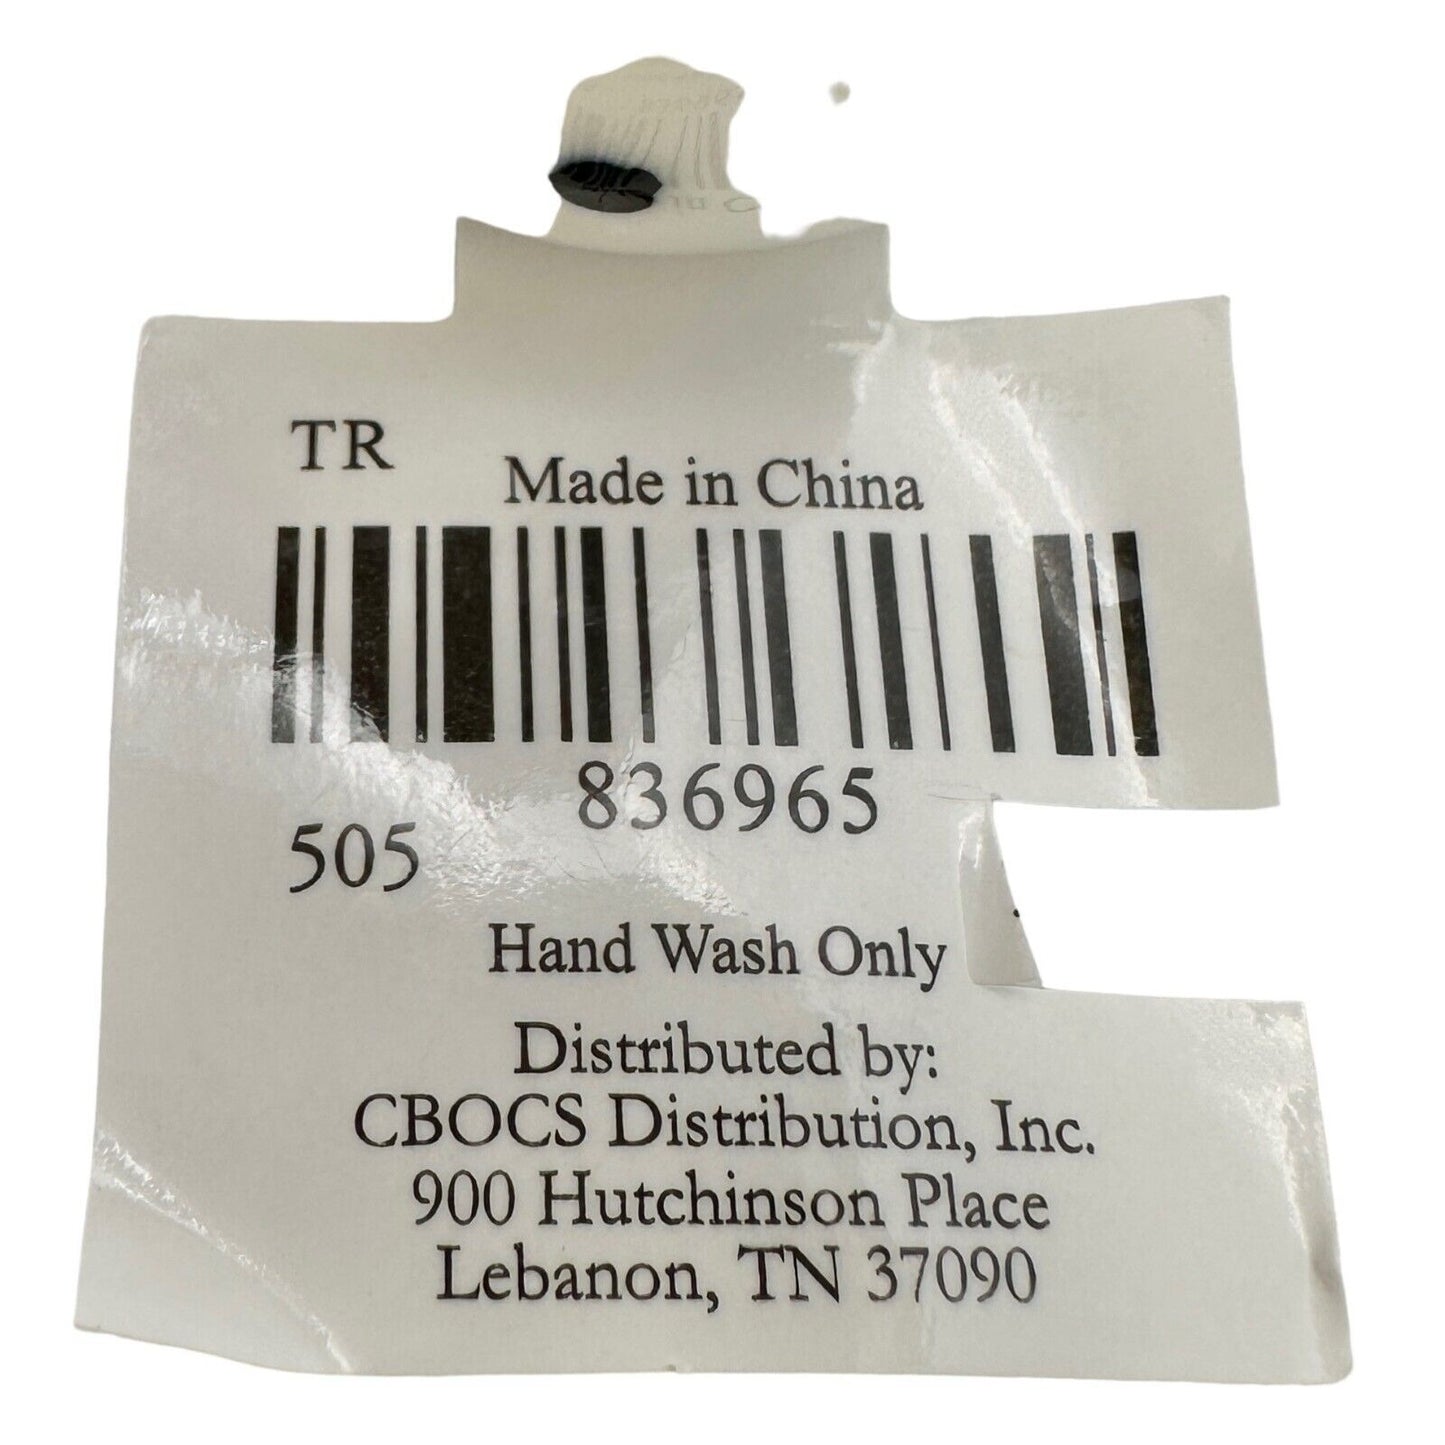 TR
Made in China
836965
505
Hand Wash Only
Distributed by:
CBOCS Distribution, Inc.
900 Hutchinson Place
Lebanon, TN 37090